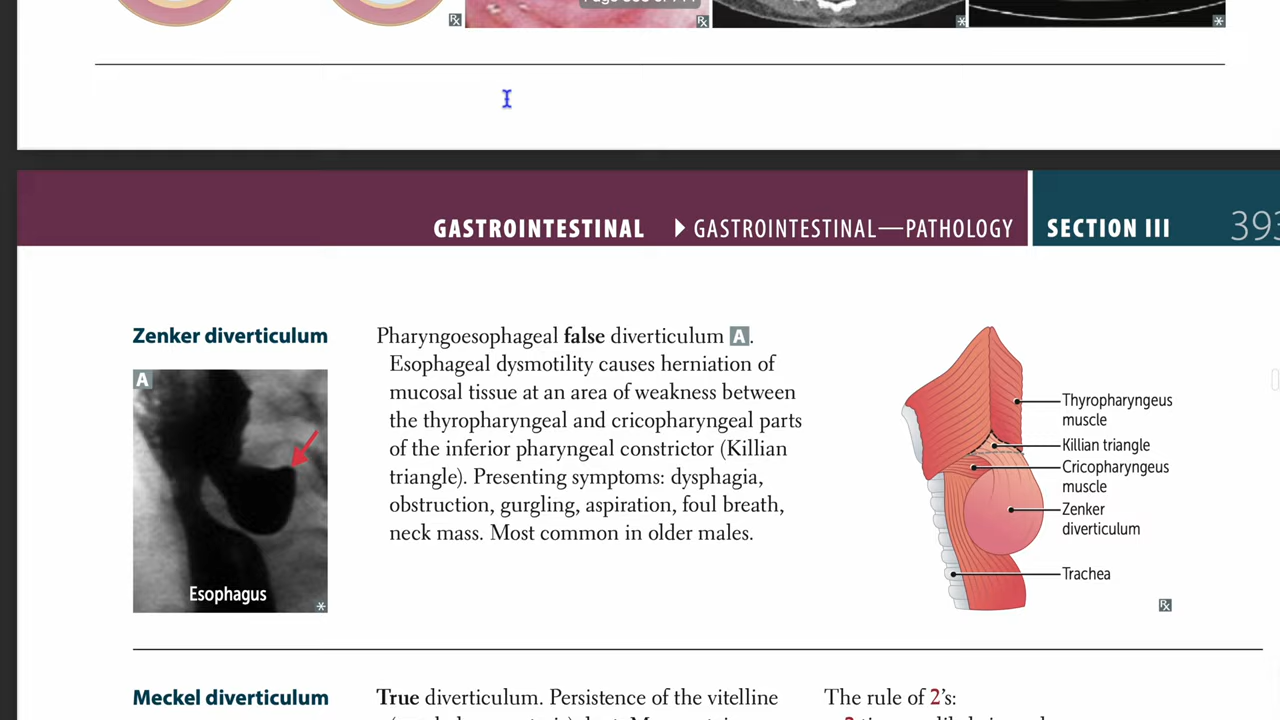 GASTROINTESTINAL ▶ GASTROINTESTINAL—PATHOLOGY SECTION III 393
Zenker diverticulum
A
Esophagus
*
Pharyngoesophageal false diverticulum A.
Esophageal dysmotility causes herniation of
mucosal tissue at an area of weakness between
the thyropharyngeal and cricopharyngeal parts
of the inferior pharyngeal constrictor (Killian
triangle). Presenting symptoms: dysphagia,
obstruction, gurgling, aspiration, foul breath,
neck mass. Most common in older males.
Thyropharyngeus
muscle
Killian triangle
Cricopharyngeus
muscle
Zenker
diverticulum
Trachea
Meckel diverticulum
True diverticulum. Persistence of the vitelline
The rule of 2's: